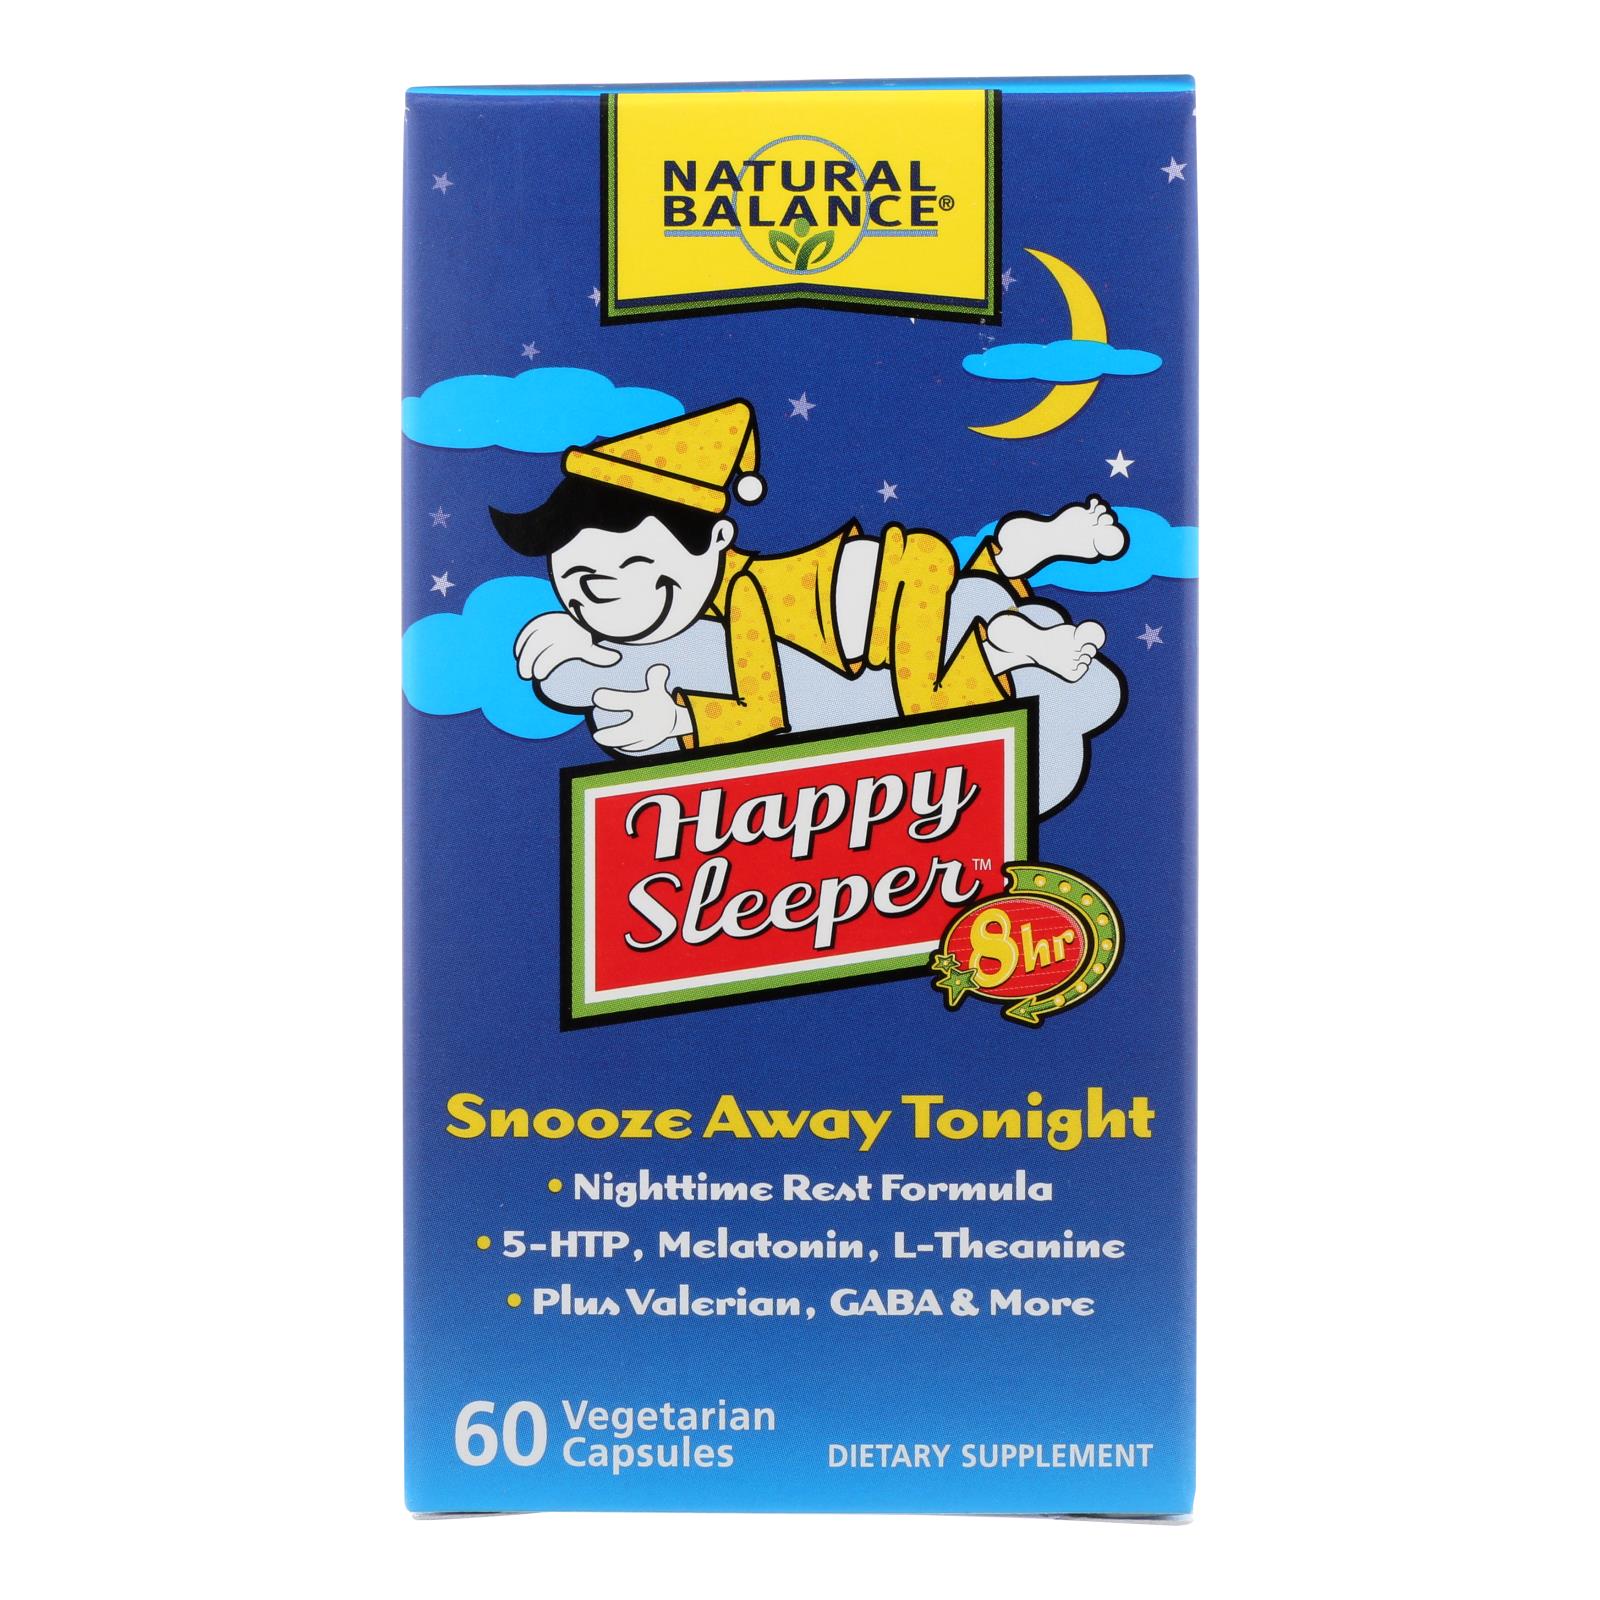 NATURAL
BALANCE®
Happy
Sleeper™
8hr
Snooze Away Tonight
• Nighttime Rest Formula
• 5-HTP, Melatonin, L-Theanine
• Plus Valerian, GABA & More
60 Vegetarian
Capsules
DIETARY SUPPLEMENT